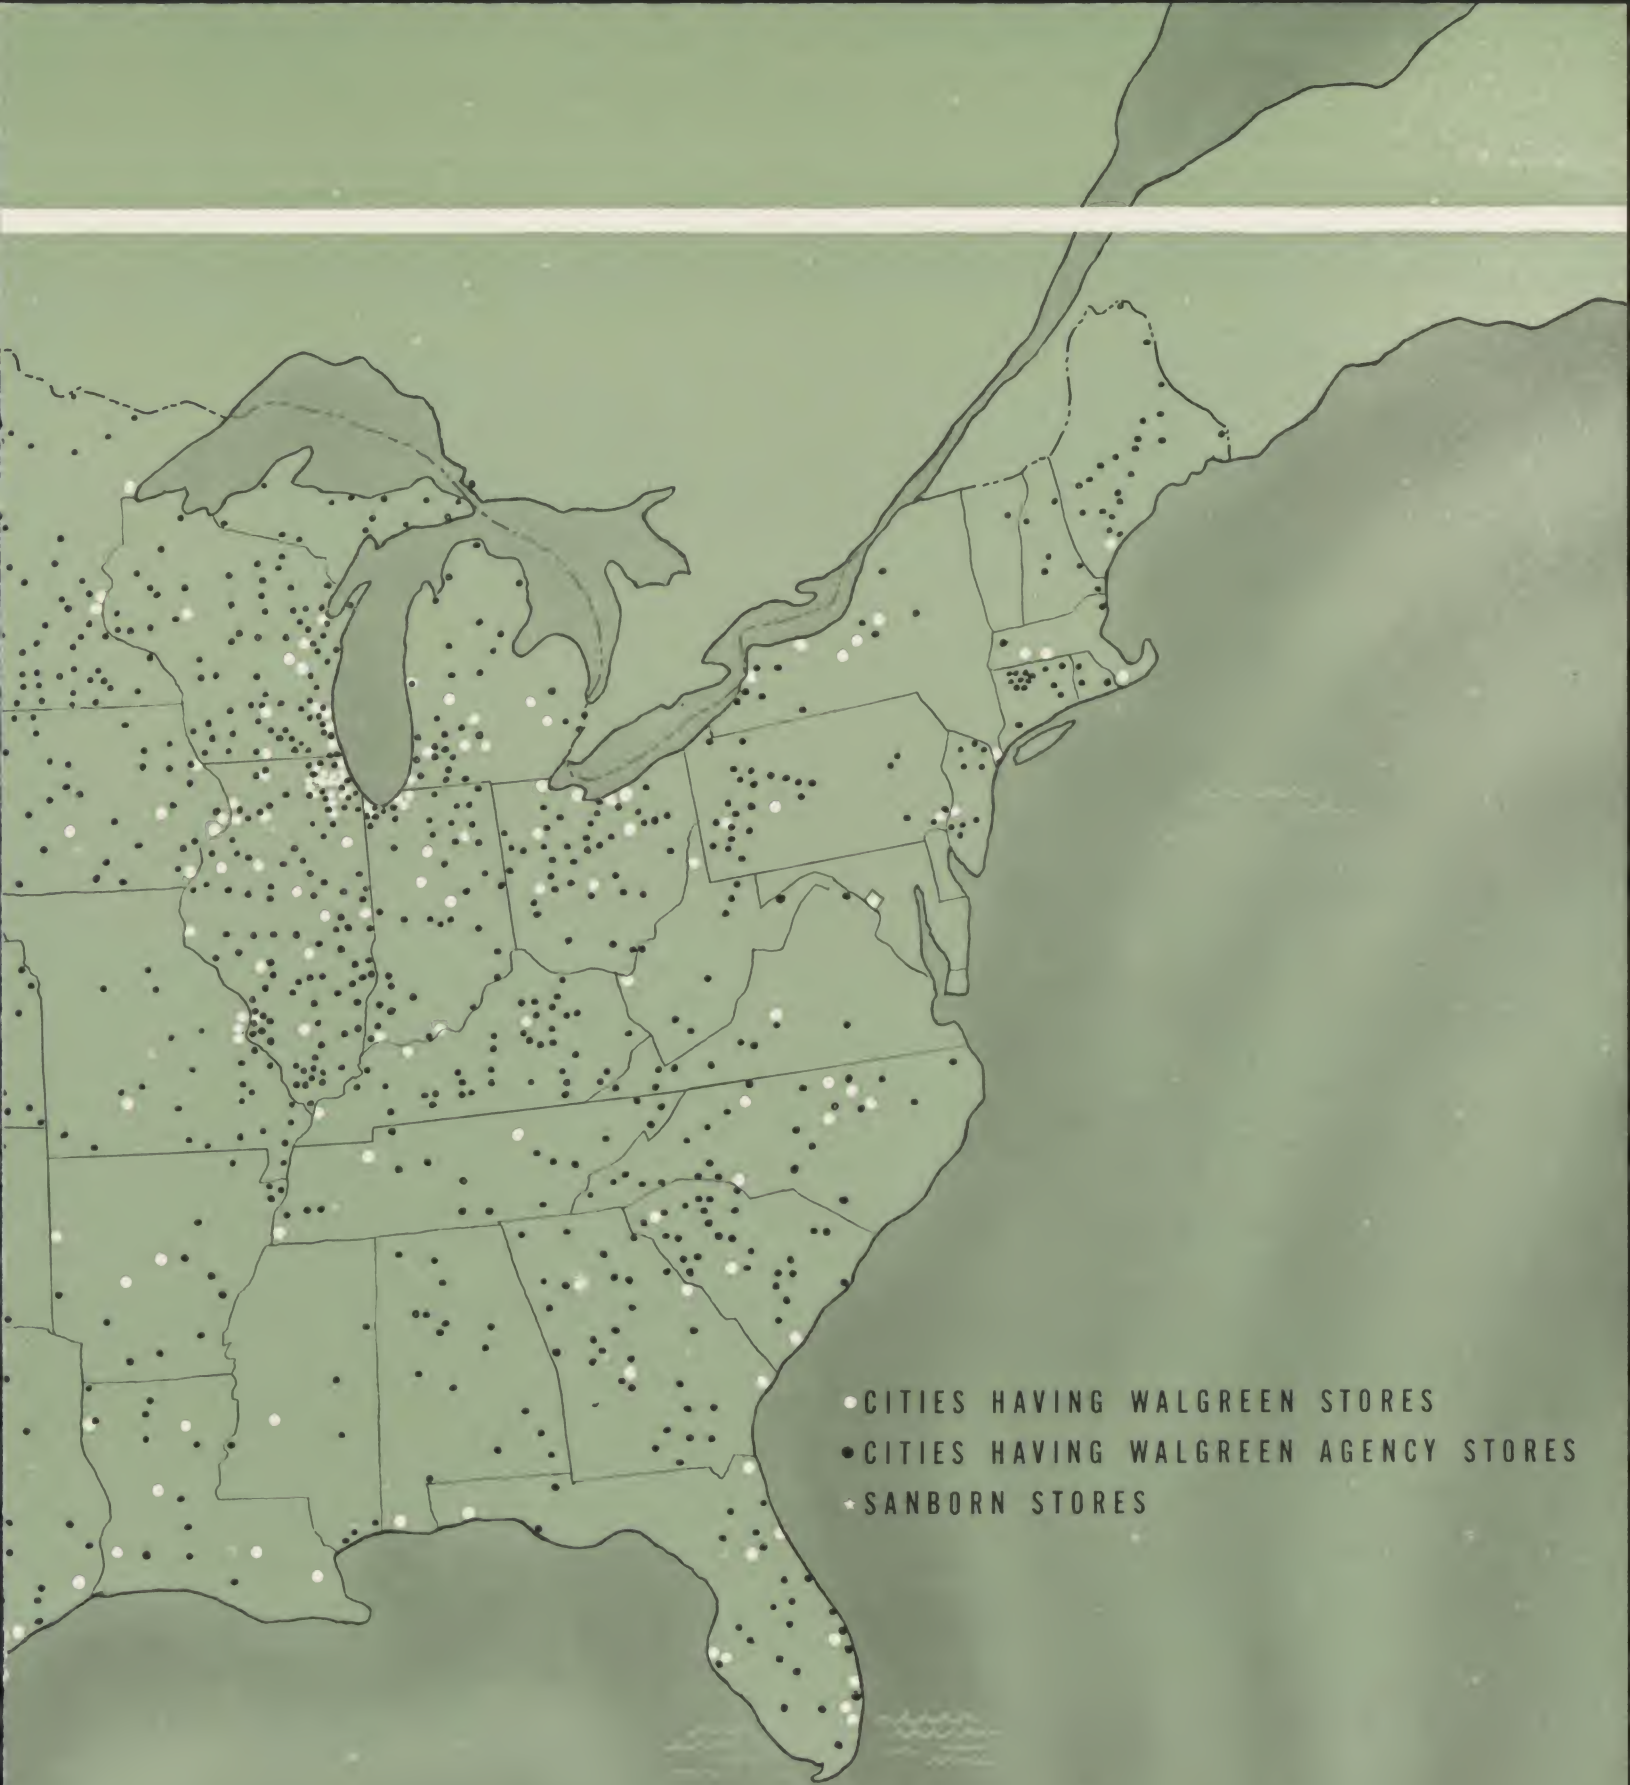 CITIES HAVING WALGREEN STORES
CITIES HAVING WALGREEN AGENCY STORES
SANBORN STORES